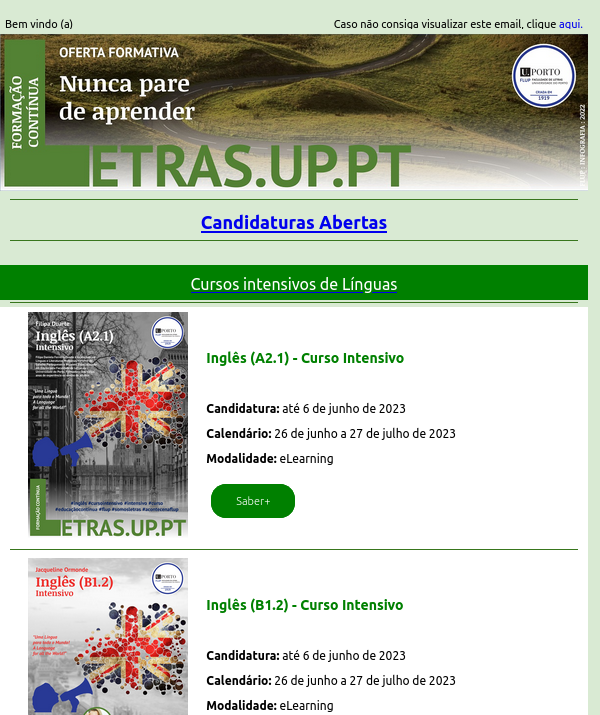 Bem vindo (a)
Caso não consiga visualizar este email, clique aqui.
FORMAÇÃO
CONTÍNUA
OFERTA FORMATIVA
Nunca pare
de aprender
LETRAS.UP.PT
U.PORTO
FLUP FACULDADE DE LETRAS
UNIVERSIDADE DO PORTO
CRIADA EM
1919
FLUP : INFOGRAFIA : 2022
Candidaturas Abertas
Cursos intensivos de Línguas
Filipa Duarte
Inglês (A2.1)
Intensivo
U.PORTO
"Uma Língua
para todo o Mundo!
A Language
for all the World!"
#inglês #cursointensivo #intensivo #curso
#educaçãocontínua #flup #somosletras #acontecenaflup
FORMAÇÃO CONTÍNUA
LETRAS.UP.PT
Inglês (A2.1) - Curso Intensivo
Candidatura: até 6 de junho de 2023
Calendário: 26 de junho a 27 de julho de 2023
Modalidade: eLearning
Saber+
Jacqueline Ormonde
Inglês (B1.2)
Intensivo
U.PORTO
"Uma Língua
para todo o Mundo!
A Language
for all the World!"
Inglês (B1.2) - Curso Intensivo
Candidatura: até 6 de junho de 2023
Calendário: 26 de junho a 27 de julho de 2023
Modalidade: eLearning